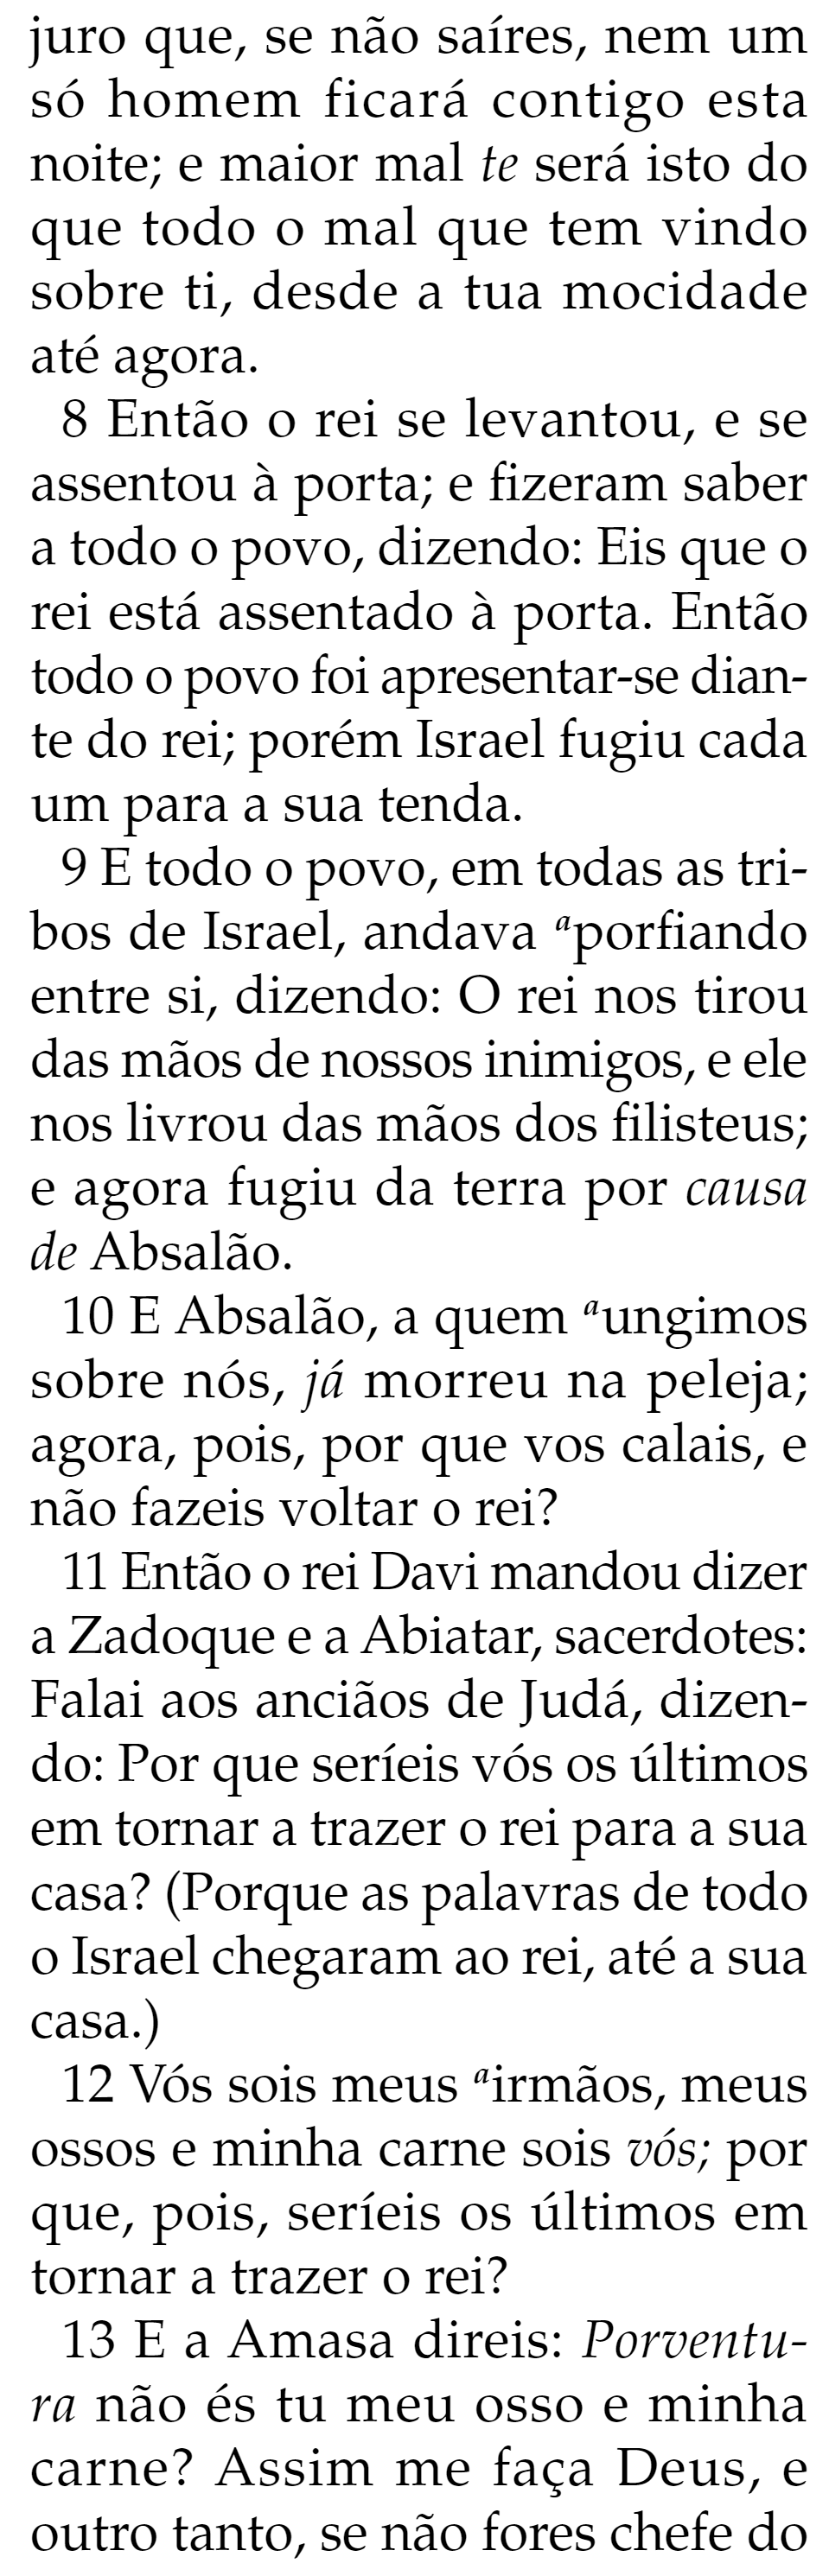 juro que, se não saíres, nem um
só homem ficará contigo esta
noite; e maior mal te será isto do
que todo o mal que tem vindo
sobre ti, desde a tua mocidade
até agora.
8 Então o rei se levantou, e se
assentou à porta; e fizeram saber
a todo o povo, dizendo: Eis que o
rei está assentado à porta. Então
todo o povo foi apresentar-se dian-
te do rei; porém Israel fugiu cada
um para a sua tenda.
9 E todo o povo, em todas as tri-
bos de Israel, andava ᵃporfiando
entre si, dizendo: O rei nos tirou
das mãos de nossos inimigos, e ele
nos livrou das mãos dos filisteus;
e agora fugiu da terra por causa
de Absalão.
10 E Absalão, a quem ᵃungimos
sobre nós, já morreu na peleja;
agora, pois, por que vos calais, e
não fazeis voltar o rei?
11 Então o rei Davi mandou dizer
a Zadoque e a Abiatar, sacerdotes:
Falai aos anciãos de Judá, dizen-
do: Por que seríeis vós os últimos
em tornar a trazer o rei para a sua
casa? (Porque as palavras de todo
o Israel chegaram ao rei, até a sua
casa.)
12 Vós sois meus ᵃirmãos, meus
ossos e minha carne sois vós; por
que, pois, seríeis os últimos em
tornar a trazer o rei?
13 E a Amasa direis: Porventu-
ra não és tu meu osso e minha
carne? Assim me faça Deus, e
outro tanto, se não fores chefe do